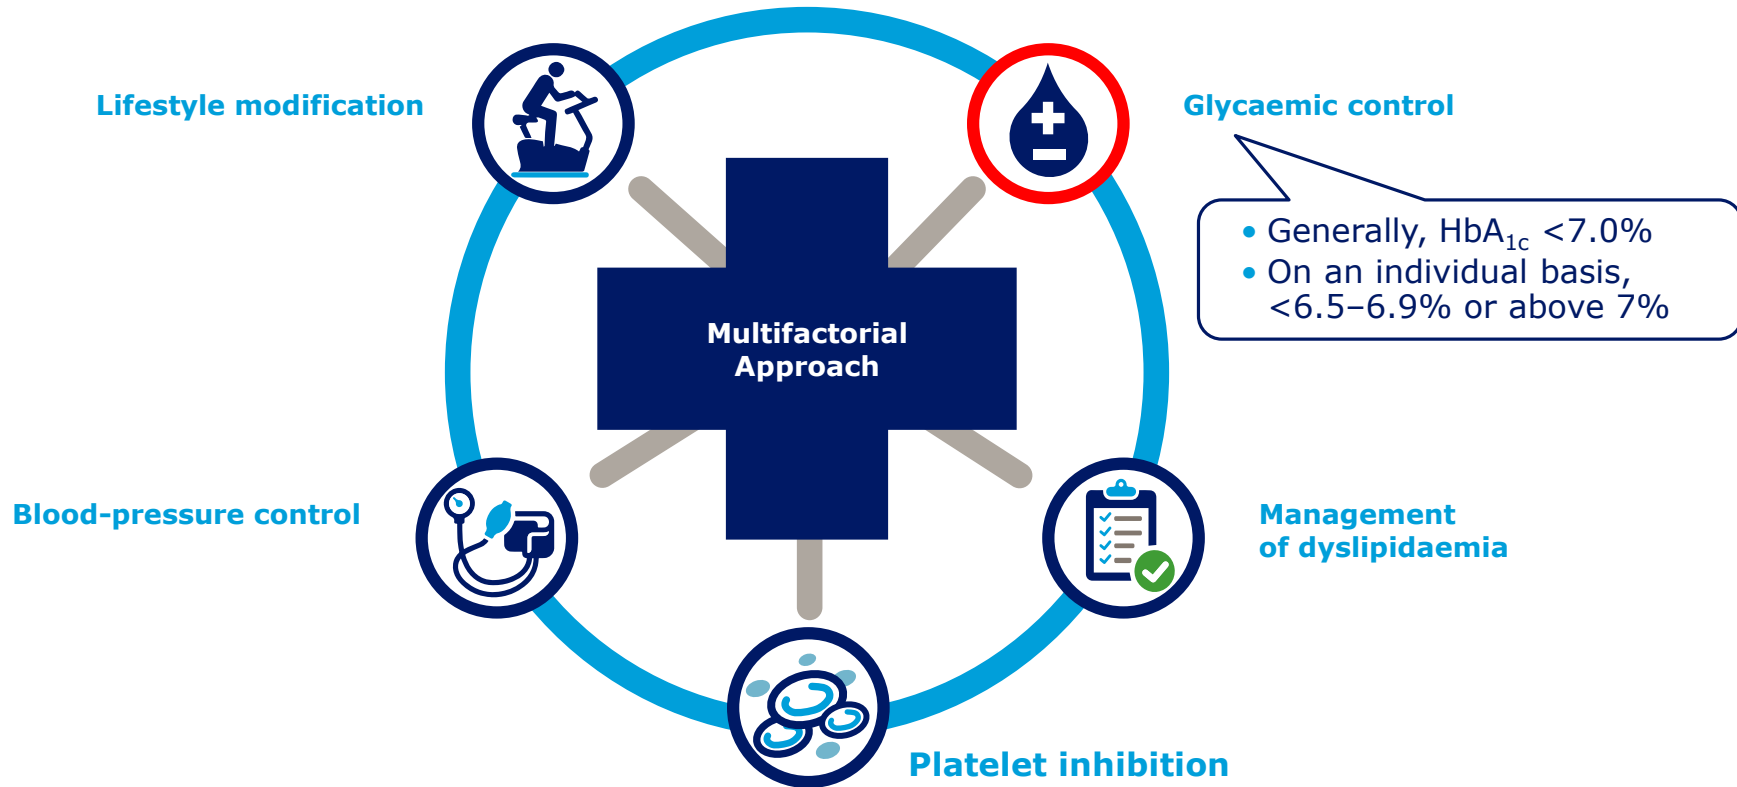 Lifestyle modification
Glycaemic control
• Generally, HbA1c <7.0%
• On an individual basis,
<6.5–6.9% or above 7%
Multifactorial
Approach
Blood-pressure control
Management
of dyslipidaemia
Platelet inhibition